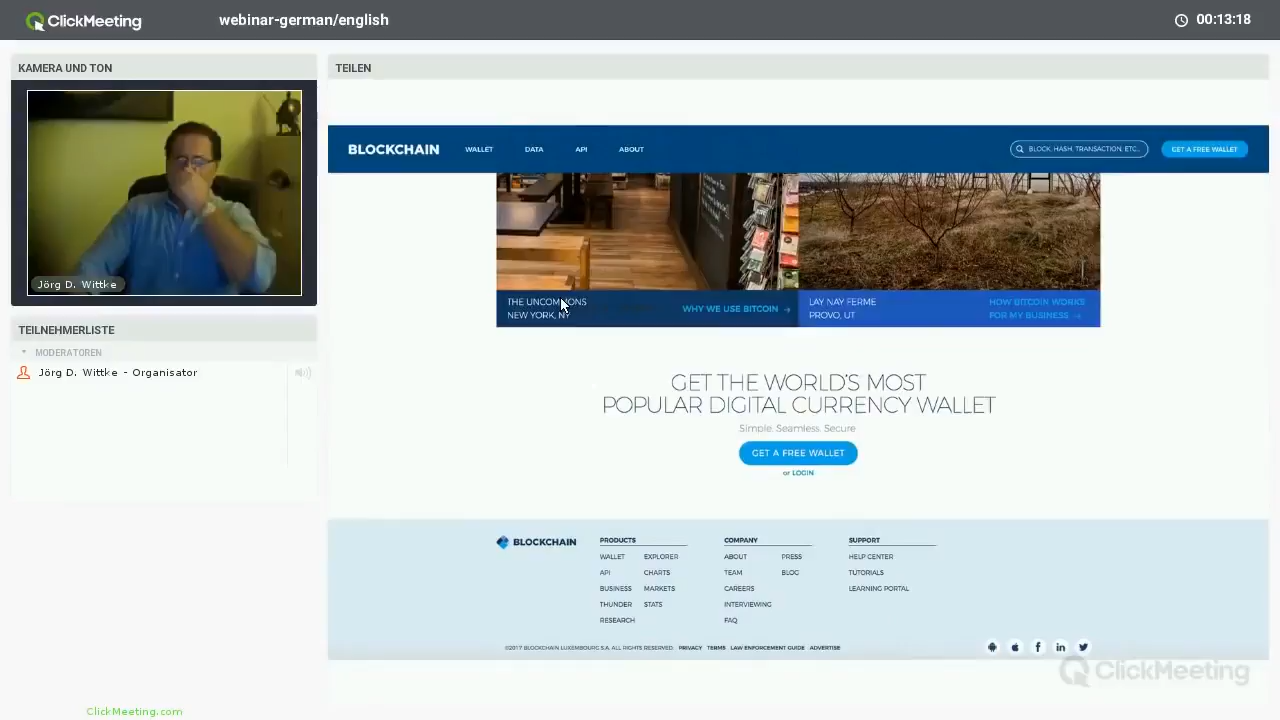 ClickMeeting
webinar-german/english
00:13:18
KAMERA UND TON
Jörg D. Wittke
TEILNEHMERLISTE
MODERATOREN
Jörg D. Wittke - Organisator
TEILEN
BLOCKCHAIN WALLET DATA API ABOUT
BLOCK, HASH, TRANSACTION, ETC...
GET A FREE WALLET
THE UNCOMMONS
NEW YORK, NY
WHY WE USE BITCOIN
LAY NAY FERME
PROVO, UT
HOW BITCOIN WORKS
FOR MY BUSINESS
GET THE WORLD'S MOST
POPULAR DIGITAL CURRENCY WALLET
Simple. Seamless. Secure
GET A FREE WALLET
or LOGIN
BLOCKCHAIN
PRODUCTS
WALLET EXPLORER
API CHARTS
BUSINESS MARKETS
THUNDER STATS
RESEARCH
COMPANY
ABOUT PRESS
TEAM BLOG
CAREERS
INTERVIEWING
FAQ
SUPPORT
HELP CENTER
TUTORIALS
LEARNING PORTAL
©2017 BLOCKCHAIN LUXEMBOURG S.A. ALL RIGHTS RESERVED. PRIVACY TERMS LAW ENFORCEMENT GUIDE ADVERTISE
ClickMeeting
ClickMeeting.com